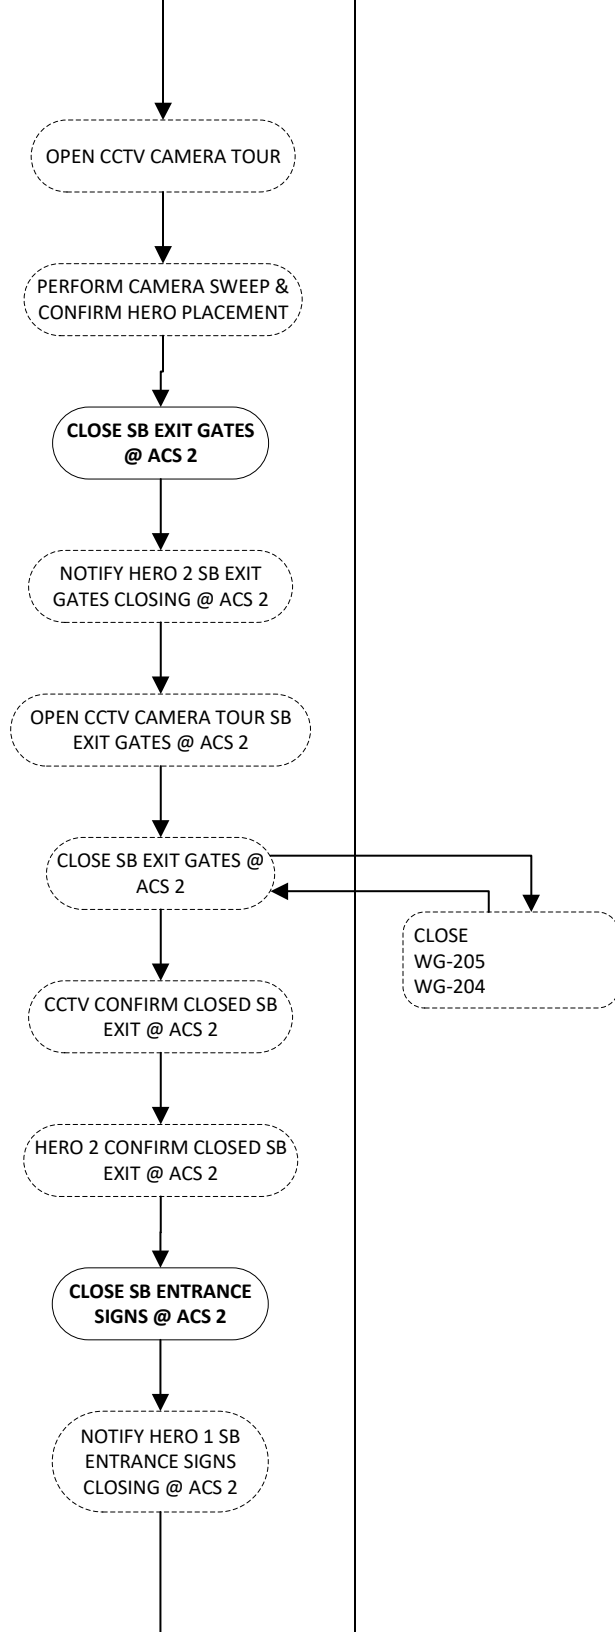 OPEN CCTV CAMERA TOUR
PERFORM CAMERA SWEEP &
CONFIRM HERO PLACEMENT
CLOSE SB EXIT GATES
@ ACS 2
NOTIFY HERO 2 SB EXIT
GATES CLOSING @ ACS 2
OPEN CCTV CAMERA TOUR SB
EXIT GATES @ ACS 2
CLOSE SB EXIT GATES @
ACS 2
CLOSE
WG-205
WG-204
CCTV CONFIRM CLOSED SB
EXIT @ ACS 2
HERO 2 CONFIRM CLOSED SB
EXIT @ ACS 2
CLOSE SB ENTRANCE
SIGNS @ ACS 2
NOTIFY HERO 1 SB
ENTRANCE SIGNS
CLOSING @ ACS 2